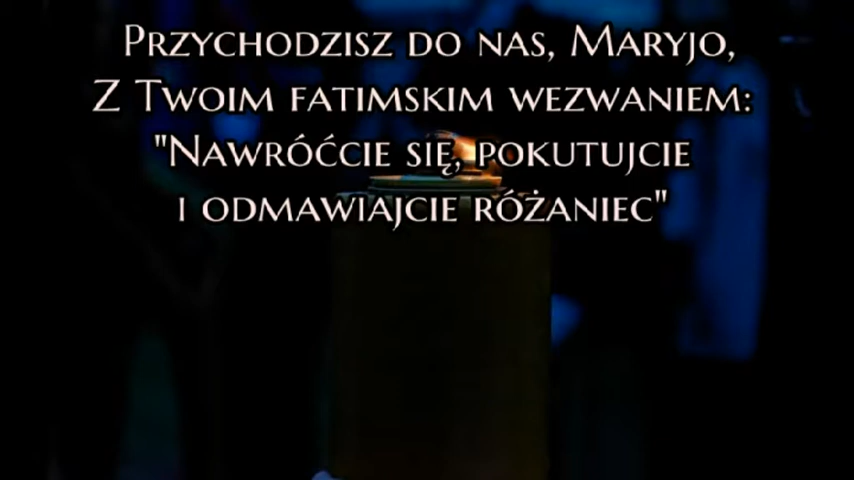 Przychodzisz do nas, Maryjo,
Z Twoim fatimskim wezwaniem:
"Nawróćcie się, pokutujcie
i odmawiajcie różaniec"